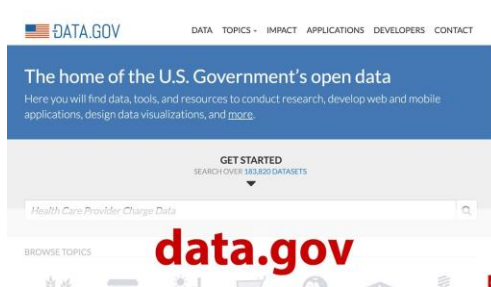 DATA.GOV
DATA TOPICS IMPACT APPLICATIONS DEVELOPERS CONTACT
The home of the U.S. Government's open data
Here you will find data, tools, and resources to conduct research, develop web and mobile
applications, design data visualizations, and more.
GET STARTED
SEARCH OVER 183,820 DATASETS
Health Care Provider Charge Data
BROWSE TOPICS
data.gov